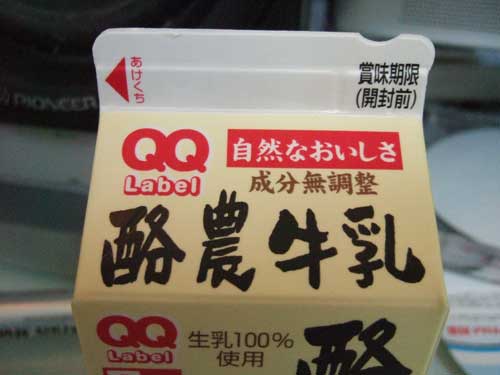 PIONEER
あけくち
賞味期限
(開封前)
QQ
Label
自然なおいしさ
成分無調整
酪農牛乳
QQ
Label
生乳100%
使用
酪